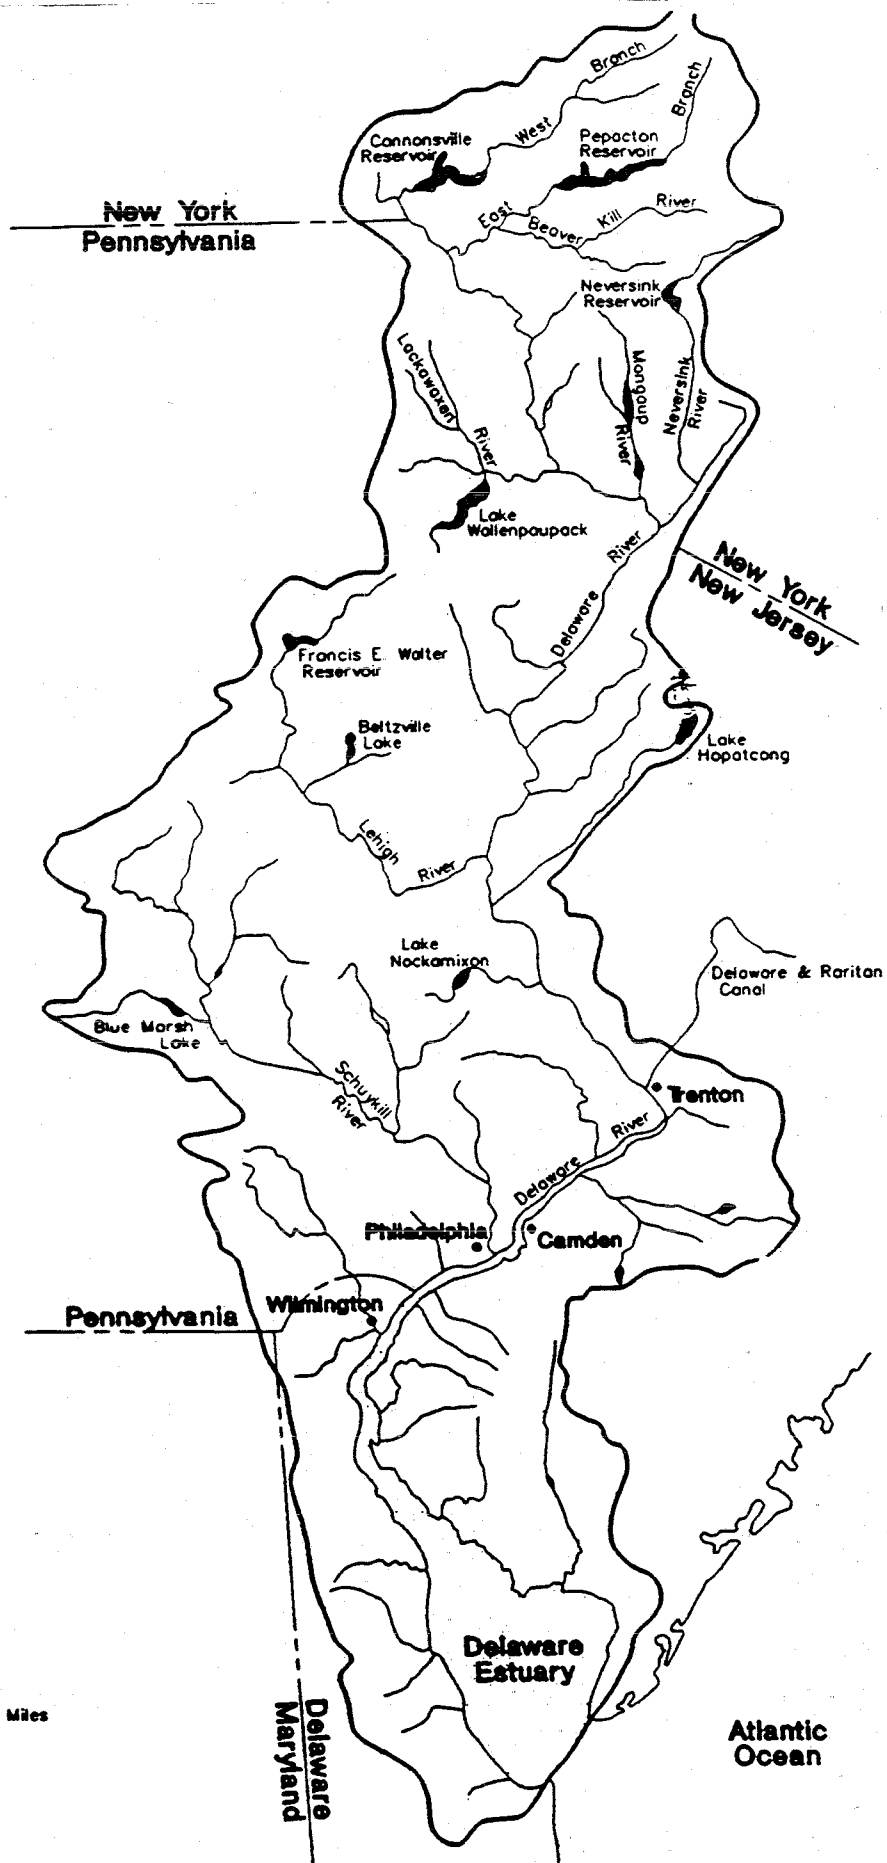 Branch
Branch
West
Cannonsville
Reservoir
Pepacton
Reservoir
New York
Pennsylvania
East
Beaver
Kill
River
Neversink
Reservoir
Lackawaxen
River
Mongaup
River
Neversink
River
Lake
Wallenpaupack
River
Delaware
New York
New Jersey
Francis E. Walter
Reservoir
Beltzville
Lake
Lake
Hopatcong
Lehigh
River
Lake
Nockamixon
Delaware & Raritan
Canal
Blue Marsh
Lake
Schuykill
River
Trenton
River
Delaware
Philadelphia
Camden
Wilmington
Pennsylvania
Delaware
Estuary
Miles
Delaware
Maryland
Atlantic
Ocean